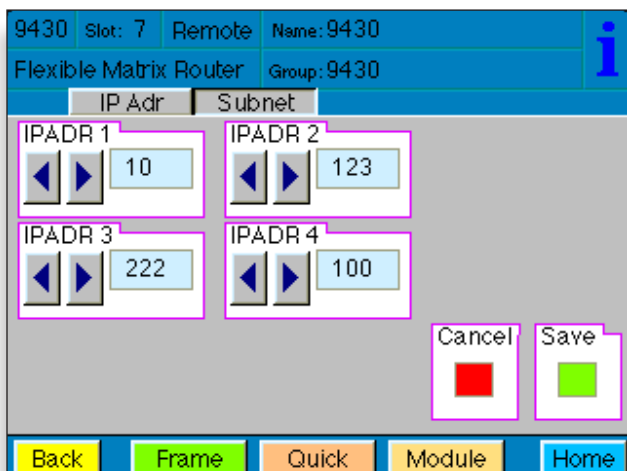 9430 Slot: 7 Remote Name: 9430
Flexible Matrix Router Group: 9430
i
IP Adr Subnet
IPADR 1 IPADR 2
10 123
IPADR 3 IPADR 4
222 100
Cancel Save
Back Frame Quick Module Home